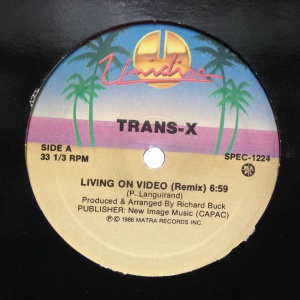 Unidisc
TRANS-X
SIDE A
33 1/3 RPM
SPEC-1224
LIVING ON VIDEO (Remix) 6:59
(P. Languirand)
Produced & Arranged By Richard Buck
PUBLISHER: New Image Music (CAPAC)
Ⓟ © 1986 MATRA RECORDS INC.